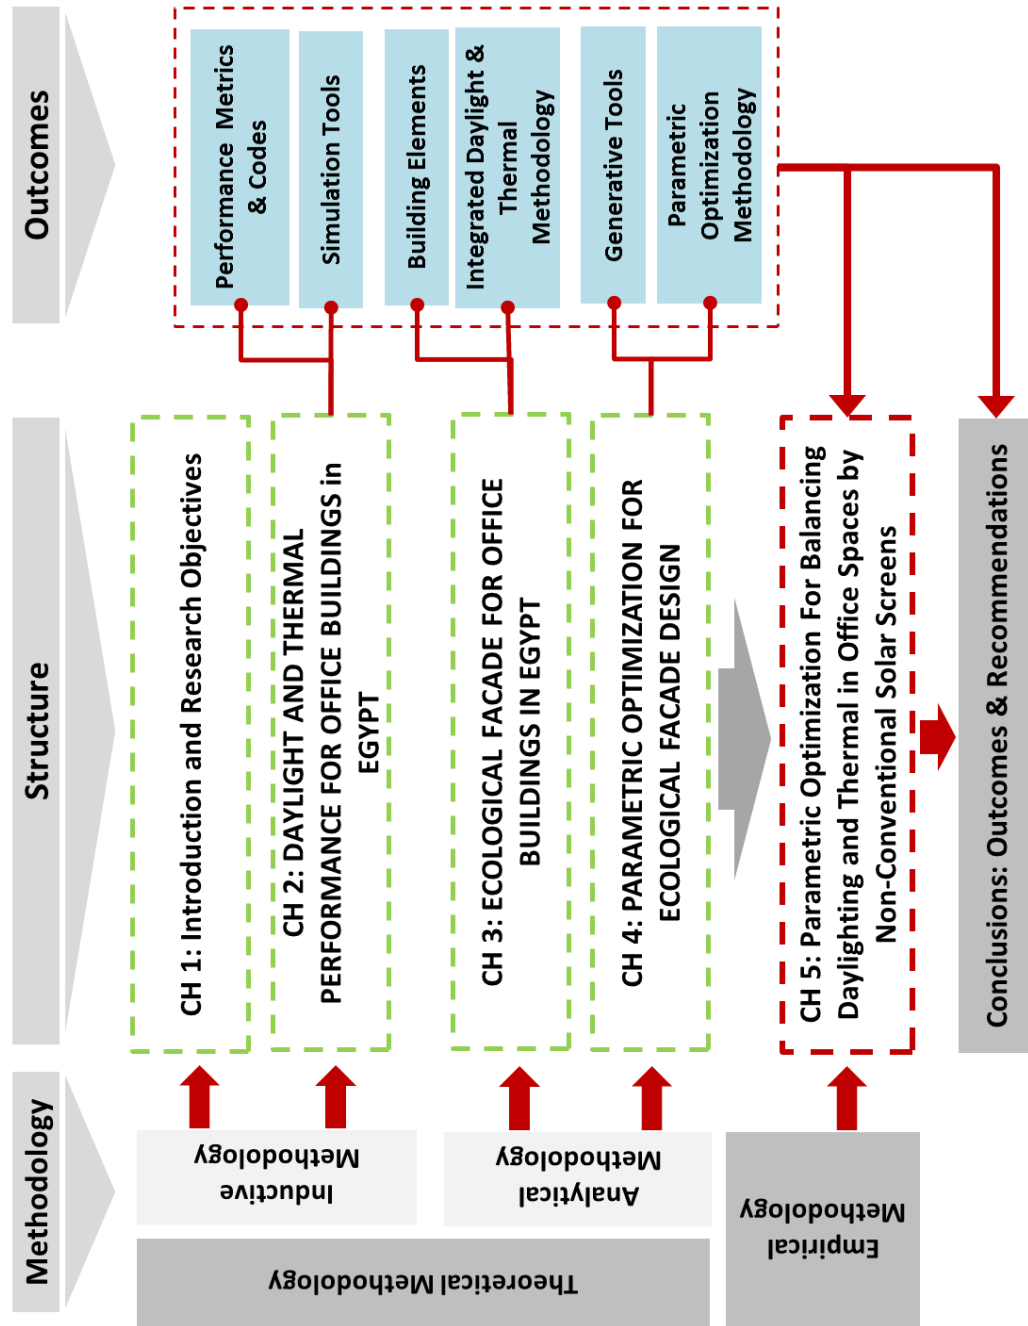 Methodology
Structure
Outcomes
Theoretical Methodology
Inductive
Methodology
Analytical
Methodology
Empirical
Methodology
CH 1: Introduction and Research Objectives
CH 2: DAYLIGHT AND THERMAL
PERFORMANCE FOR OFFICE BUILDINGS in
EGYPT
CH 3: ECOLOGICAL FACADE FOR OFFICE
BUILDINGS IN EGYPT
CH 4: PARAMETRIC OPTIMIZATION FOR
ECOLOGICAL FACADE DESIGN
CH 5: Parametric Optimization For Balancing
Daylighting and Thermal in Office Spaces by
Non-Conventional Solar Screens
Conclusions: Outcomes & Recommendations
Performance Metrics
& Codes
Simulation Tools
Building Elements
Integrated Daylight &
Thermal
Methodology
Generative Tools
Parametric
Optimization
Methodology